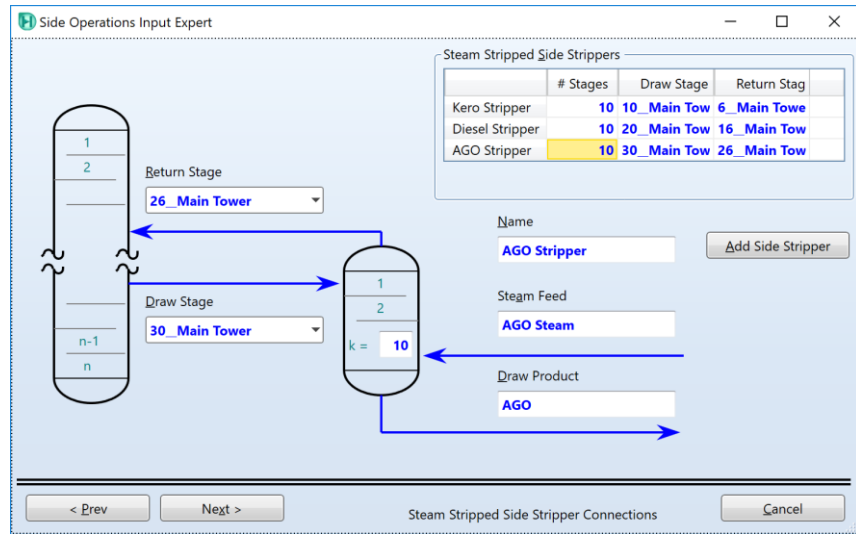 Side Operations Input Expert
Steam Stripped Side Strippers
# Stages Draw Stage Return Stag
Kero Stripper 10 10__Main Tow 6__Main Towe
Diesel Stripper 10 20__Main Tow 16__Main Tow
AGO Stripper 10 30__Main Tow 26__Main Tow
1
2
Return Stage
26__Main Tower
Name
AGO Stripper
Add Side Stripper
Draw Stage
30__Main Tower
n-1
n
1
2
k = 10
Steam Feed
AGO Steam
Draw Product
AGO
< Prev
Next >
Steam Stripped Side Stripper Connections
Cancel